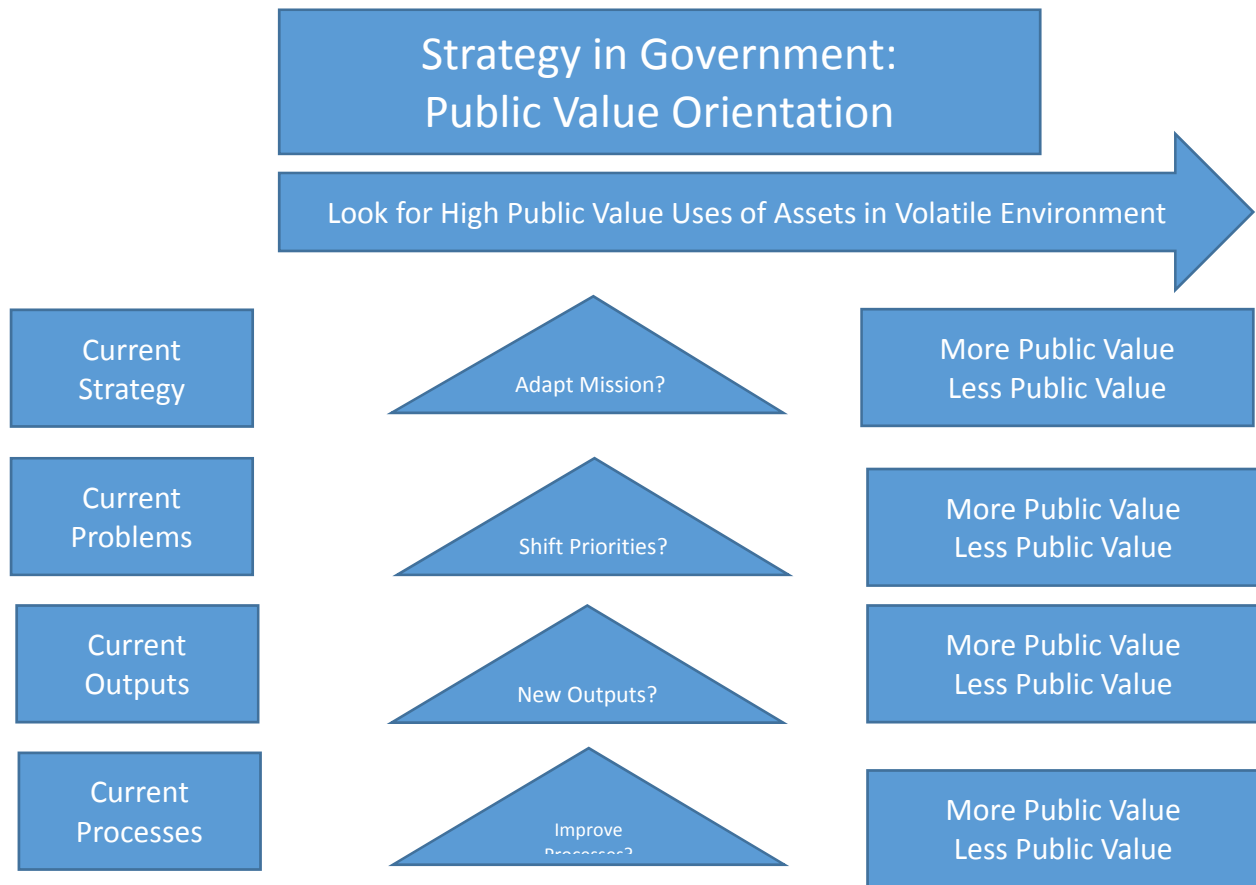 Strategy in Government:
Public Value Orientation
Look for High Public Value Uses of Assets in Volatile Environment
Current
Strategy
Adapt Mission?
More Public Value
Less Public Value
Current
Problems
Shift Priorities?
More Public Value
Less Public Value
Current
Outputs
New Outputs?
More Public Value
Less Public Value
Current
Processes
Improve
Processes?
More Public Value
Less Public Value